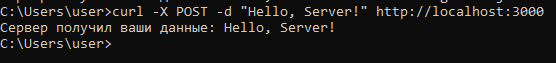 C:\Users\user>curl -X POST -d "Hello, Server!" http://localhost:3000
Сервер получил ваши данные: Hello, Server!
C:\Users\user>